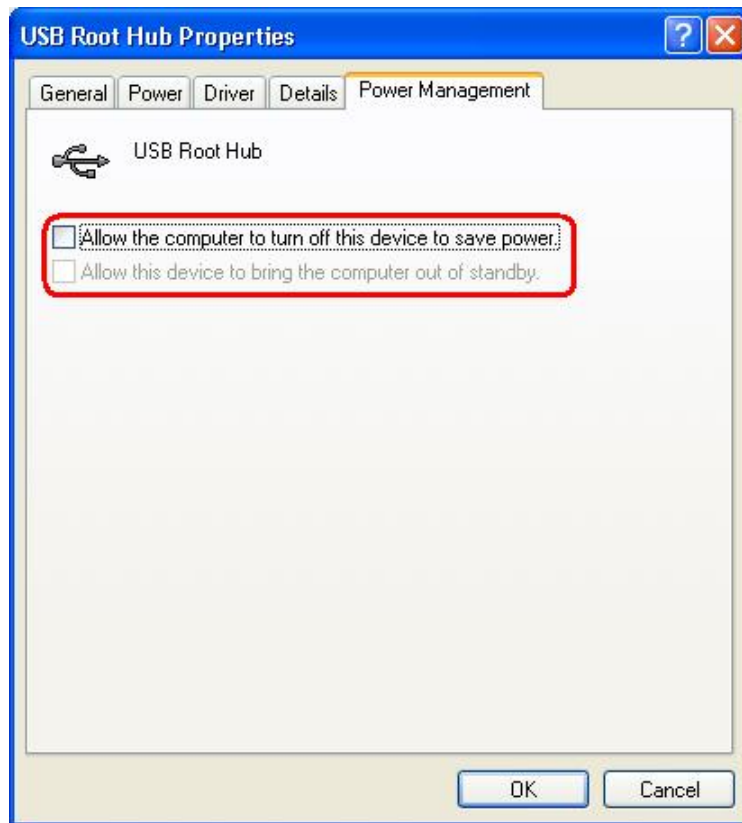 USB Root Hub Properties
General Power Driver Details Power Management
USB Root Hub
Allow the computer to turn off this device to save power.
Allow this device to bring the computer out of standby.
OK Cancel